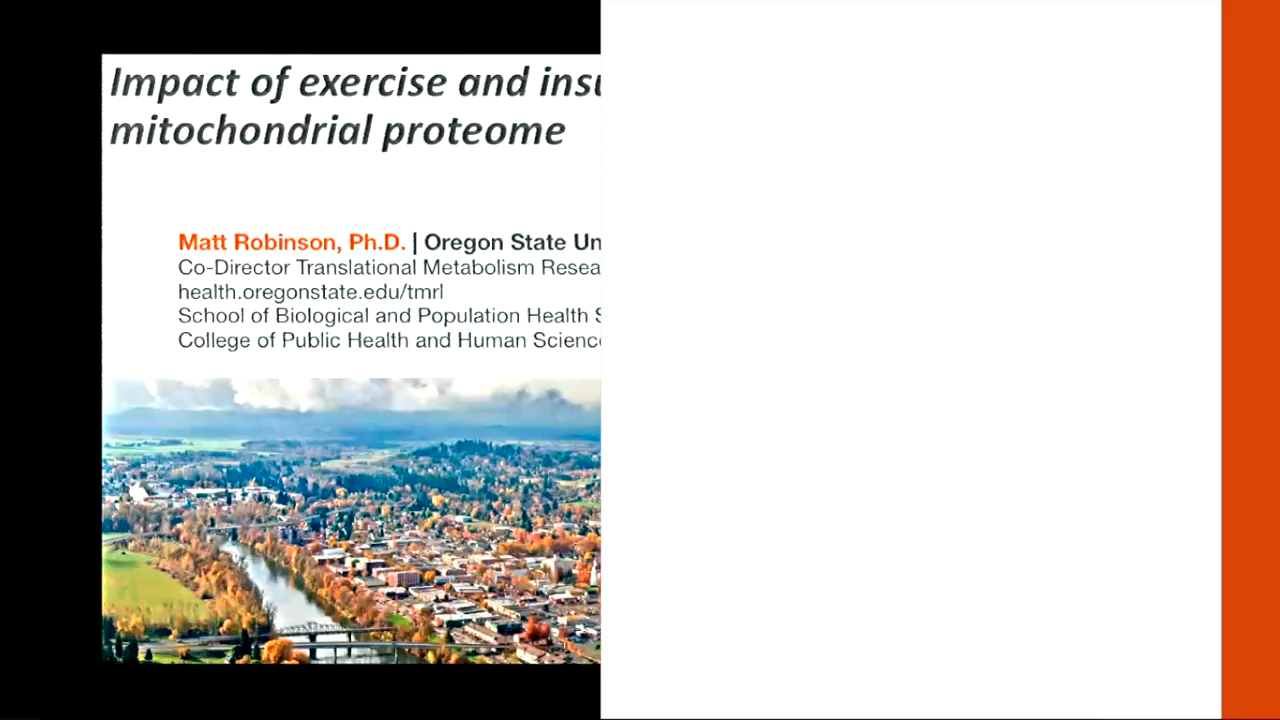 Impact of exercise and insu
mitochondrial proteome
Matt Robinson, Ph.D. | Oregon State Un
Co-Director Translational Metabolism Resea
health.oregonstate.edu/tmrl
School of Biological and Population Health S
College of Public Health and Human Science